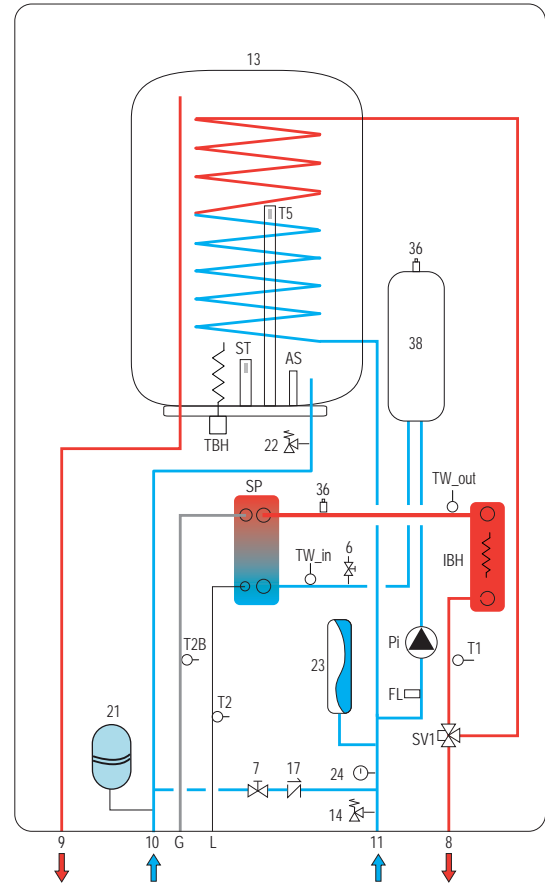 13
T5
36
38
ST
AS
TBH
22
TW_out
SP
36
TW_in
6
IBH
T2B
Pi
T1
23
T2
FL
21
SV1
7
17
24
14
9
10
G
L
11
8